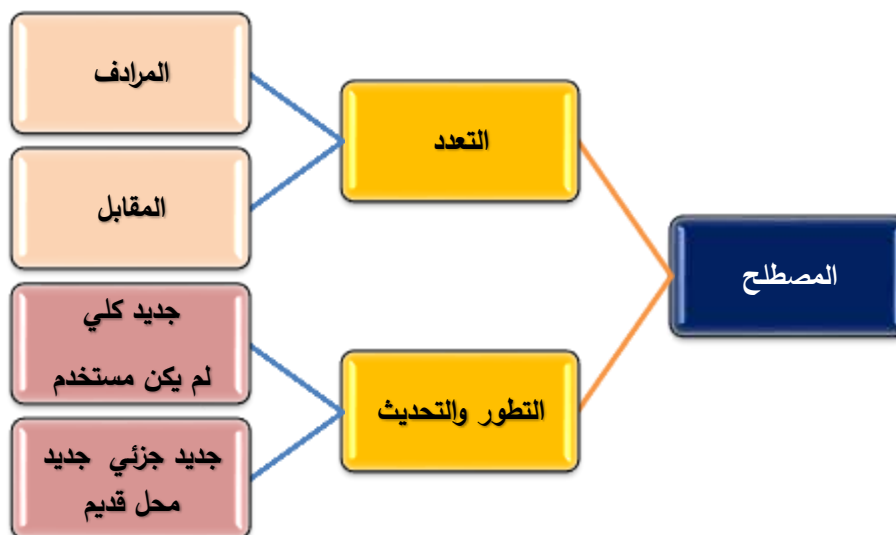 المصطلح
التعدد
المرادف
المقابل
التطور والتحديث
جديد كلي
لم يكن مستخدم
جديد جزئي جديد
محل قديم